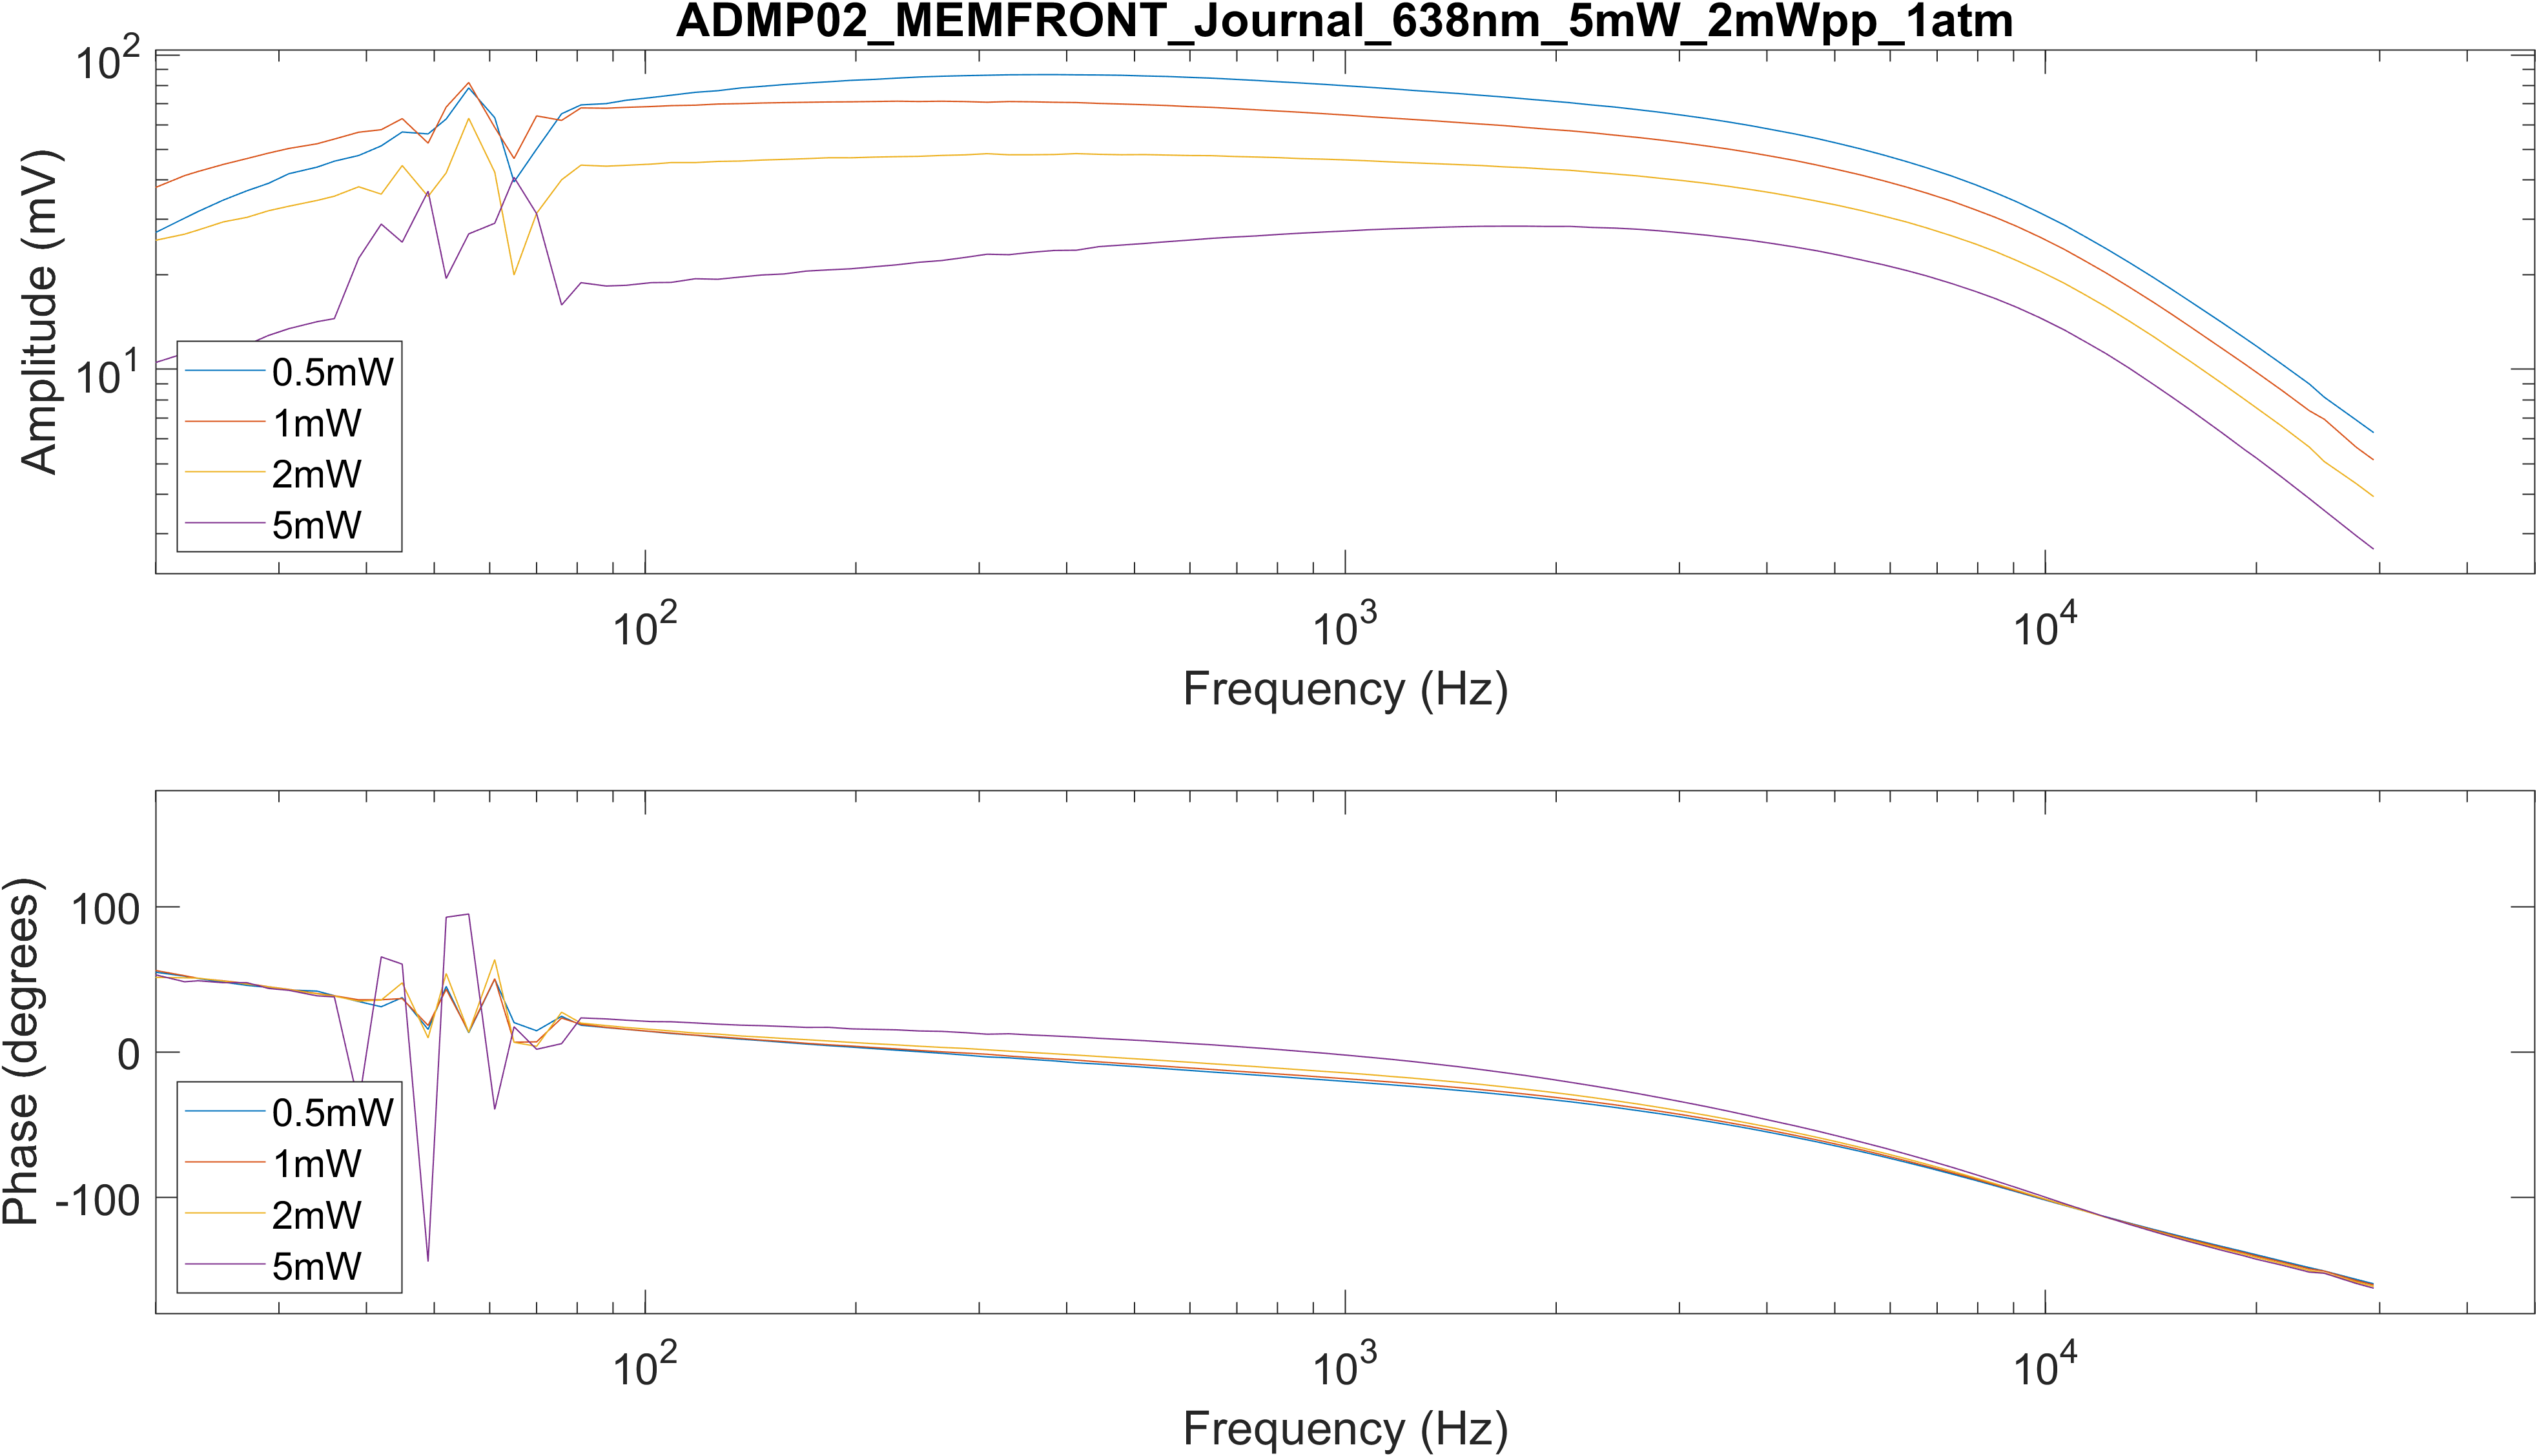 ADMP02_MEMFRONT_Journal_638nm_5mW_2mWpp_1atm
10^2
10^1
Amplitude (mV)
0.5mW
1mW
2mW
5mW
10^2 10^3 10^4
Frequency (Hz)
100
0
-100
Phase (degrees)
0.5mW
1mW
2mW
5mW
10^2 10^3 10^4
Frequency (Hz)